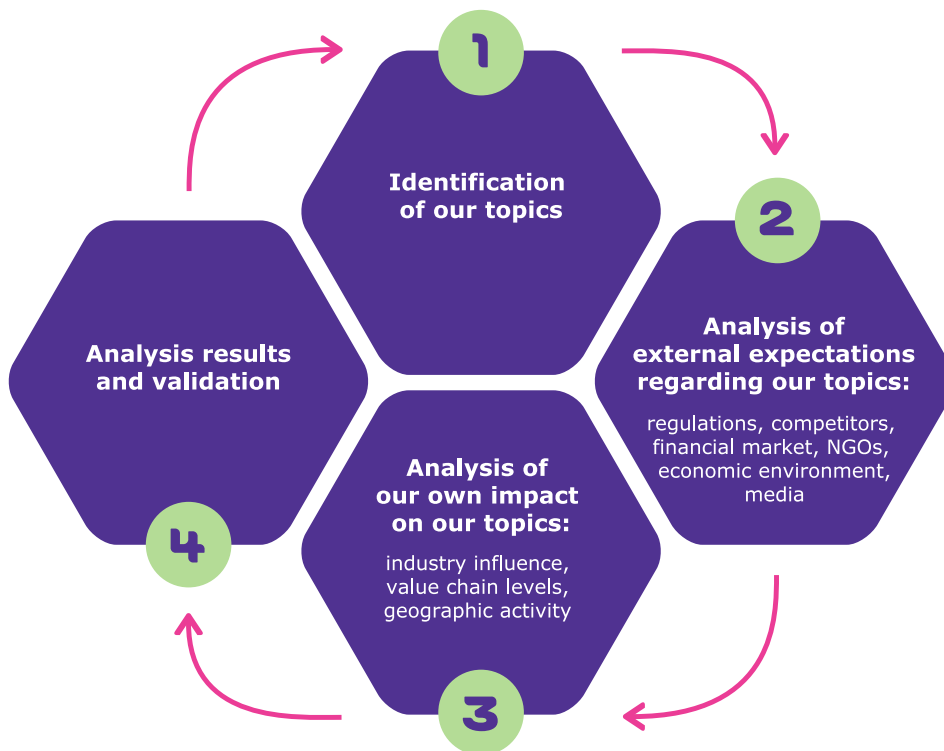 1
Identification
of our topics
2
Analysis of
external expectations
regarding our topics:
regulations, competitors,
financial market, NGOs,
economic environment,
media
3
Analysis of
our own impact
on our topics:
industry influence,
value chain levels,
geographic activity
4
Analysis results
and validation